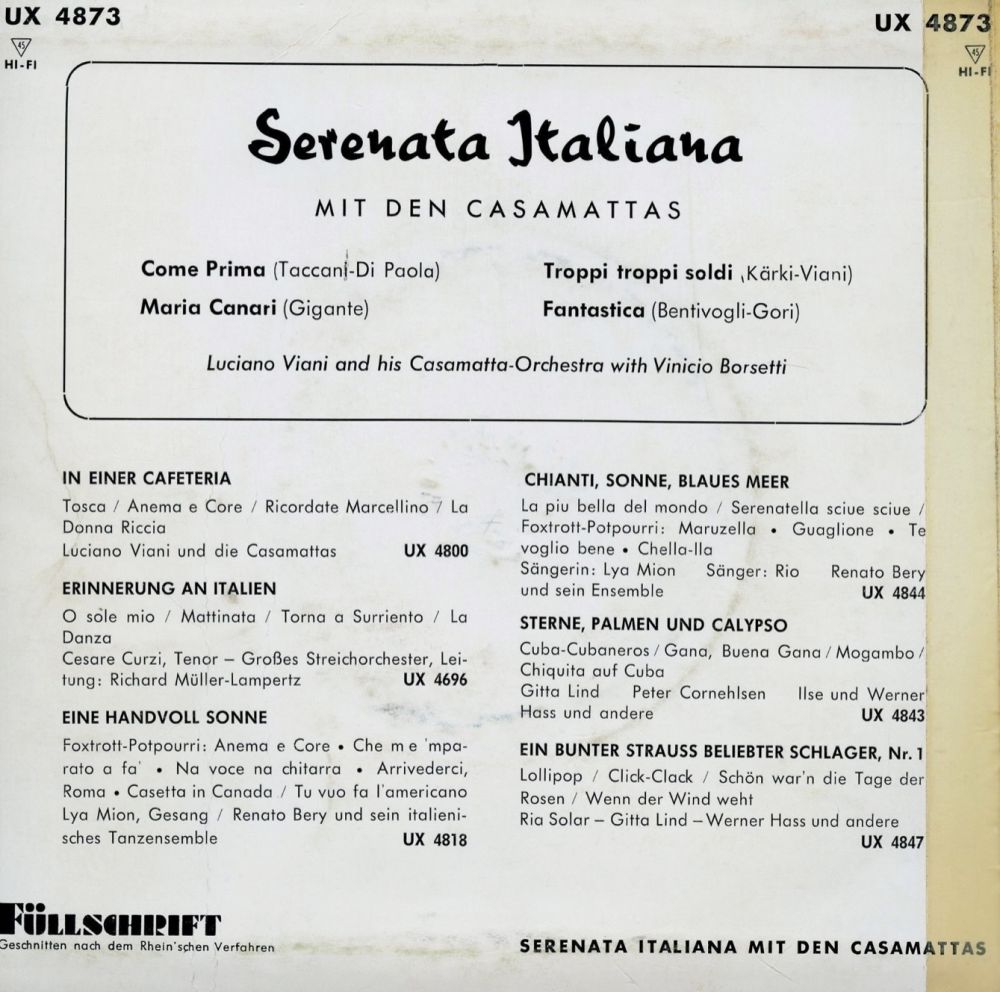 UX 4873
UX 4873
45
HI-FI
45
HI-FI
Serenata Italiana
MIT DEN CASAMATTAS
Come Prima (Taccani-Di Paola)
Troppi troppi soldi (Kärki-Viani)
Maria Canari (Gigante)
Fantastica (Bentivogli-Gori)
Luciano Viani and his Casamatta-Orchestra with Vinicio Borsetti
IN EINER CAFETERIA
Tosca / Anema e Core / Ricordate Marcellino / La
Donna Riccia
Luciano Viani und die Casamattas UX 4800
ERINNERUNG AN ITALIEN
O sole mio / Mattinata / Torna a Surriento / La
Danza
Cesare Curzi, Tenor – Großes Streichorchester, Lei-
tung: Richard Müller-Lampertz UX 4696
EINE HANDVOLL SONNE
Foxtrott-Potpourri: Anema e Core • Che m e 'mpa-
rato a fa' • Na voce na chitarra • Arrivederci,
Roma • Casetta in Canada / Tu vuo fa l'americano
Lya Mion, Gesang / Renato Bery und sein italieni-
sches Tanzensemble UX 4818
CHIANTI, SONNE, BLAUES MEER
La piu bella del mondo / Serenatella sciue sciue /
Foxtrott-Potpourri: Maruzella • Guaglione • Te
voglio bene • Chella-lla
Sängerin: Lya Mion Sänger: Rio Renato Bery
und sein Ensemble UX 4844
STERNE, PALMEN UND CALYPSO
Cuba-Cubaneros / Gana, Buena Gana / Mogambo /
Chiquita auf Cuba
Gitta Lind Peter Cornehlsen Ilse und Werner
Hass und andere UX 4843
EIN BUNTER STRAUSS BELIEBTER SCHLAGER, Nr. 1
Lollipop / Click-Clack / Schön war'n die Tage der
Rosen / Wenn der Wind weht
Ria Solar – Gitta Lind – Werner Hass und andere
UX 4847
FÜLLSCHRIFT
Geschnitten nach dem Rhein'schen Verfahren
SERENATA ITALIANA MIT DEN CASAMATTAS